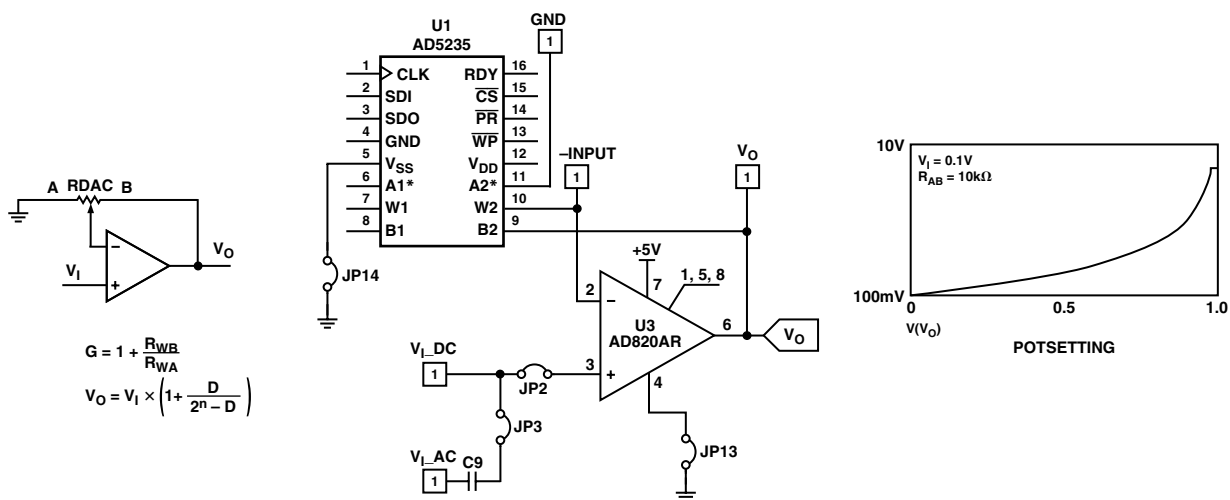 A RDAC B
−
+
V_I
V_O
G = 1 + R_WB / R_WA
V_O = V_I × (1 + D / (2^n − D))
GND
1
U1
AD5235
1 CLK RDY 16
2 SDI C̅S̅ 15
3 SDO P̅R̅ 14
4 GND W̅P̅ 13
5 V_SS V_DD 12
6 A1* A2* 11
7 W1 W2 10
8 B1 B2 9
JP14
–INPUT
1
V_O
1
+5V
7
1, 5, 8
2
−
U3
AD820AR
6
V_O
V_I_DC
1
JP2
3
+
4
JP3
JP13
V_I_AC
1
C9
10V
V_I = 0.1V
R_AB = 10kΩ
100mV
0 0.5 1.0
V(V_O)
POTSETTING